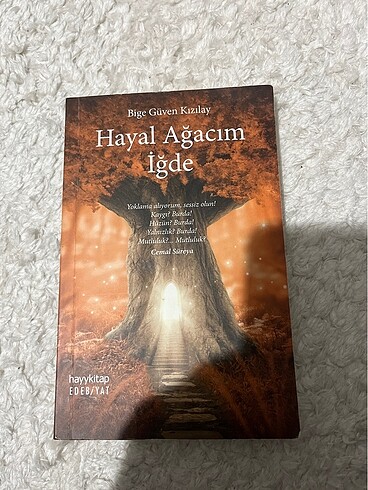 Bige Güven Kızılay
Hayal Ağacım
İğde
Yoklama alıyorum, sessiz olun!
Kaygı? Burda!
Hüzün? Burda!
Yalnızlık? Burda!
Mutluluk?... Mutluluk?
Cemal Süreya
hayykitap
EDEB/YAT